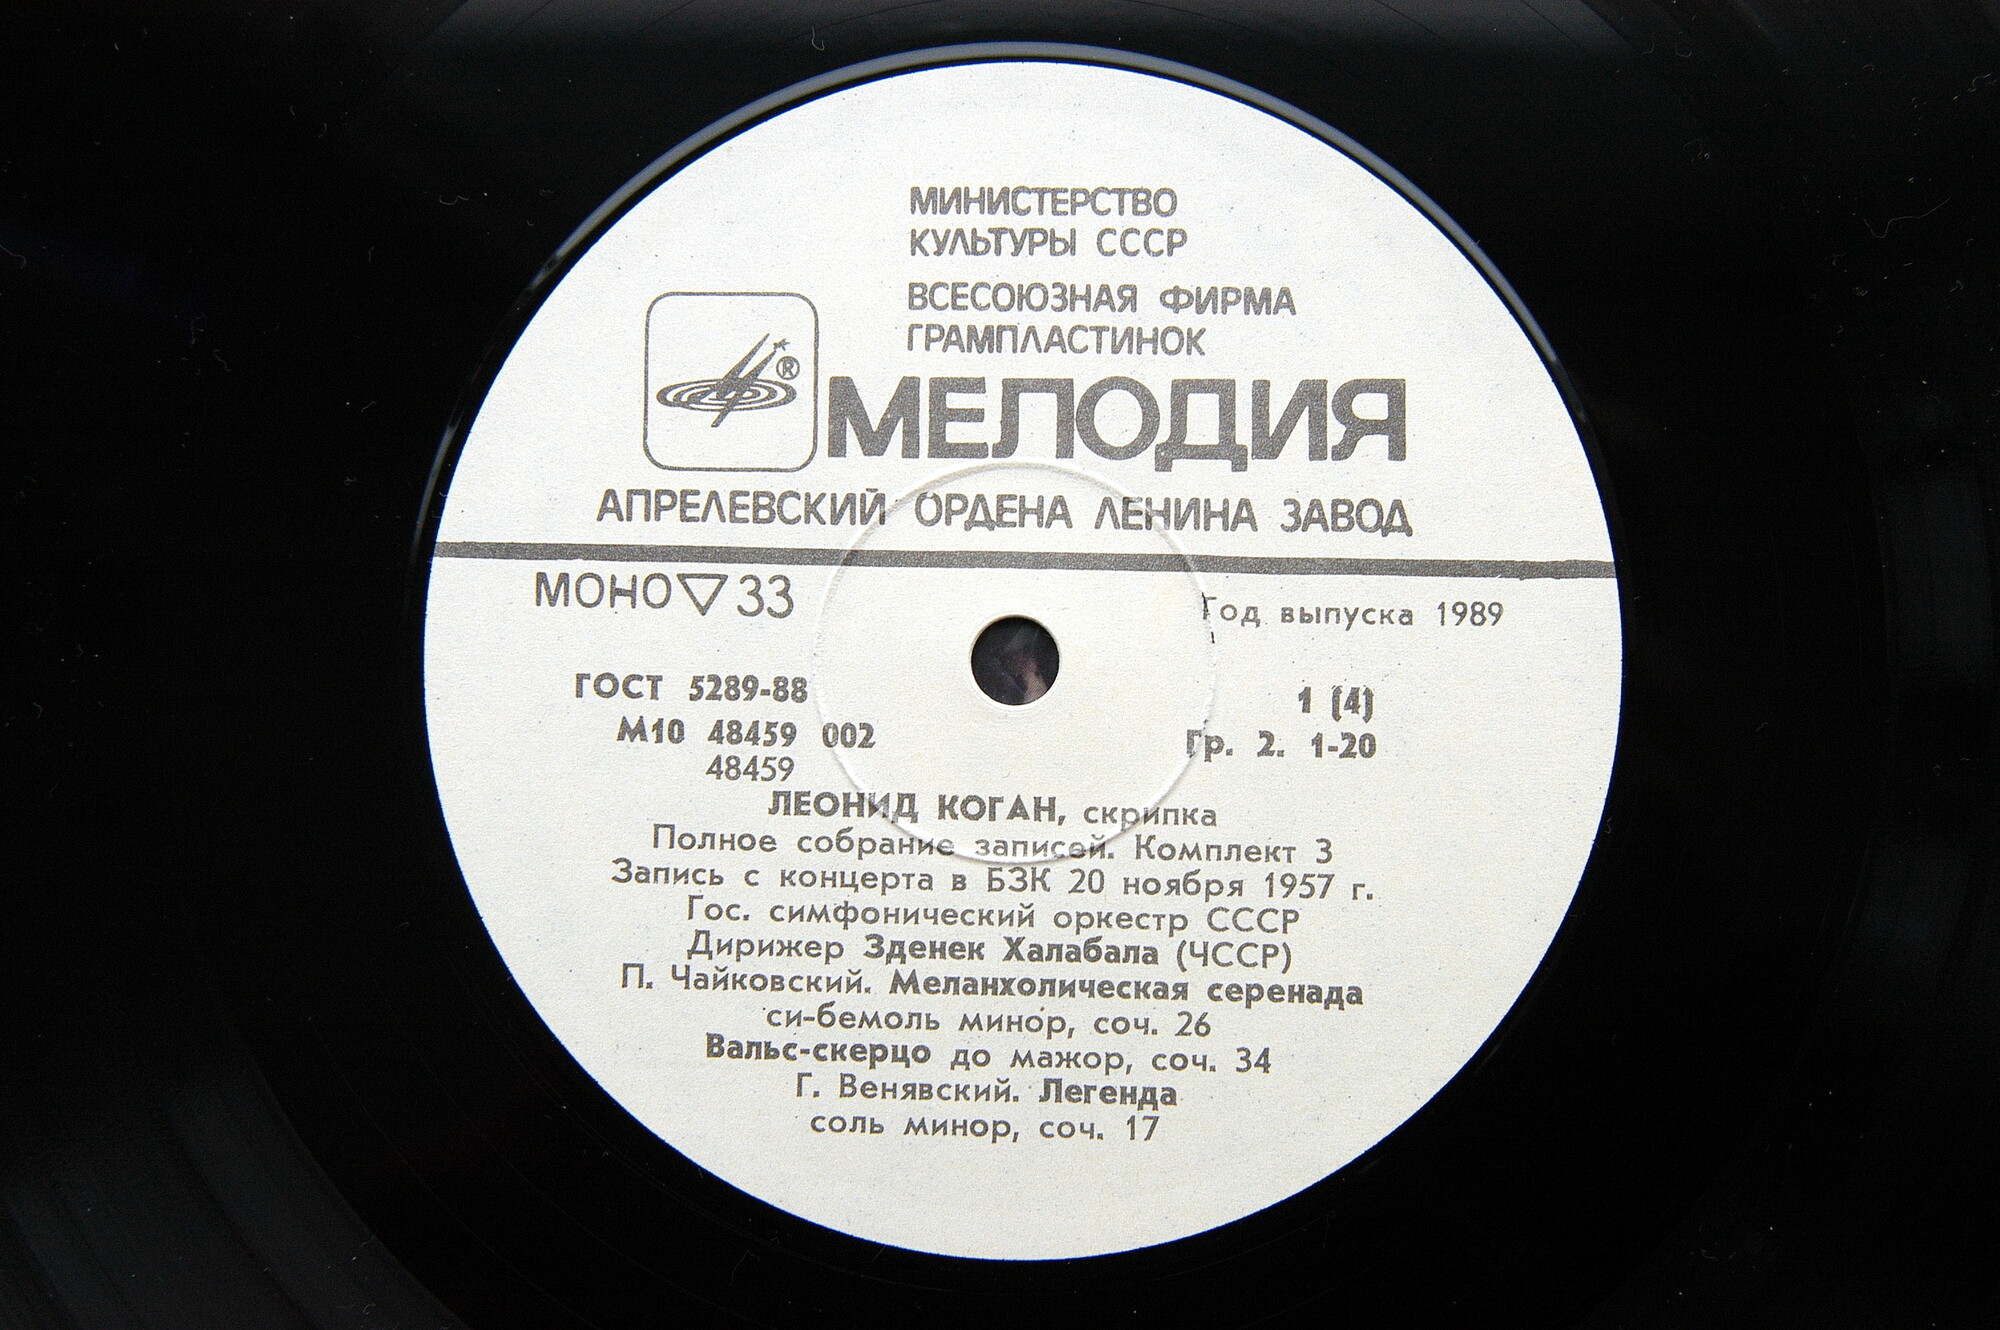 МИНИСТЕРСТВО
КУЛЬТУРЫ СССР
ВСЕСОЮЗНАЯ ФИРМА
ГРАМПЛАСТИНОК
®
МЕЛОДИЯ
АПРЕЛЕВСКИЙ ОРДЕНА ЛЕНИНА ЗАВОД
МОНО ▽ 33
Год выпуска 1989
ГОСТ 5289-88
1 (4)
М10 48459 002
Гр. 2. 1-20
48459
ЛЕОНИД КОГАН, скрипка
Полное собрание записей. Комплект 3
Запись с концерта в БЗК 20 ноября 1957 г.
Гос. симфонический оркестр СССР
Дирижер Зденек Халабала (ЧССР)
П. Чайковский. Меланхолическая серенада
си-бемоль минор, соч. 26
Вальс-скерцо до мажор, соч. 34
Г. Венявский. Легенда
соль минор, соч. 17